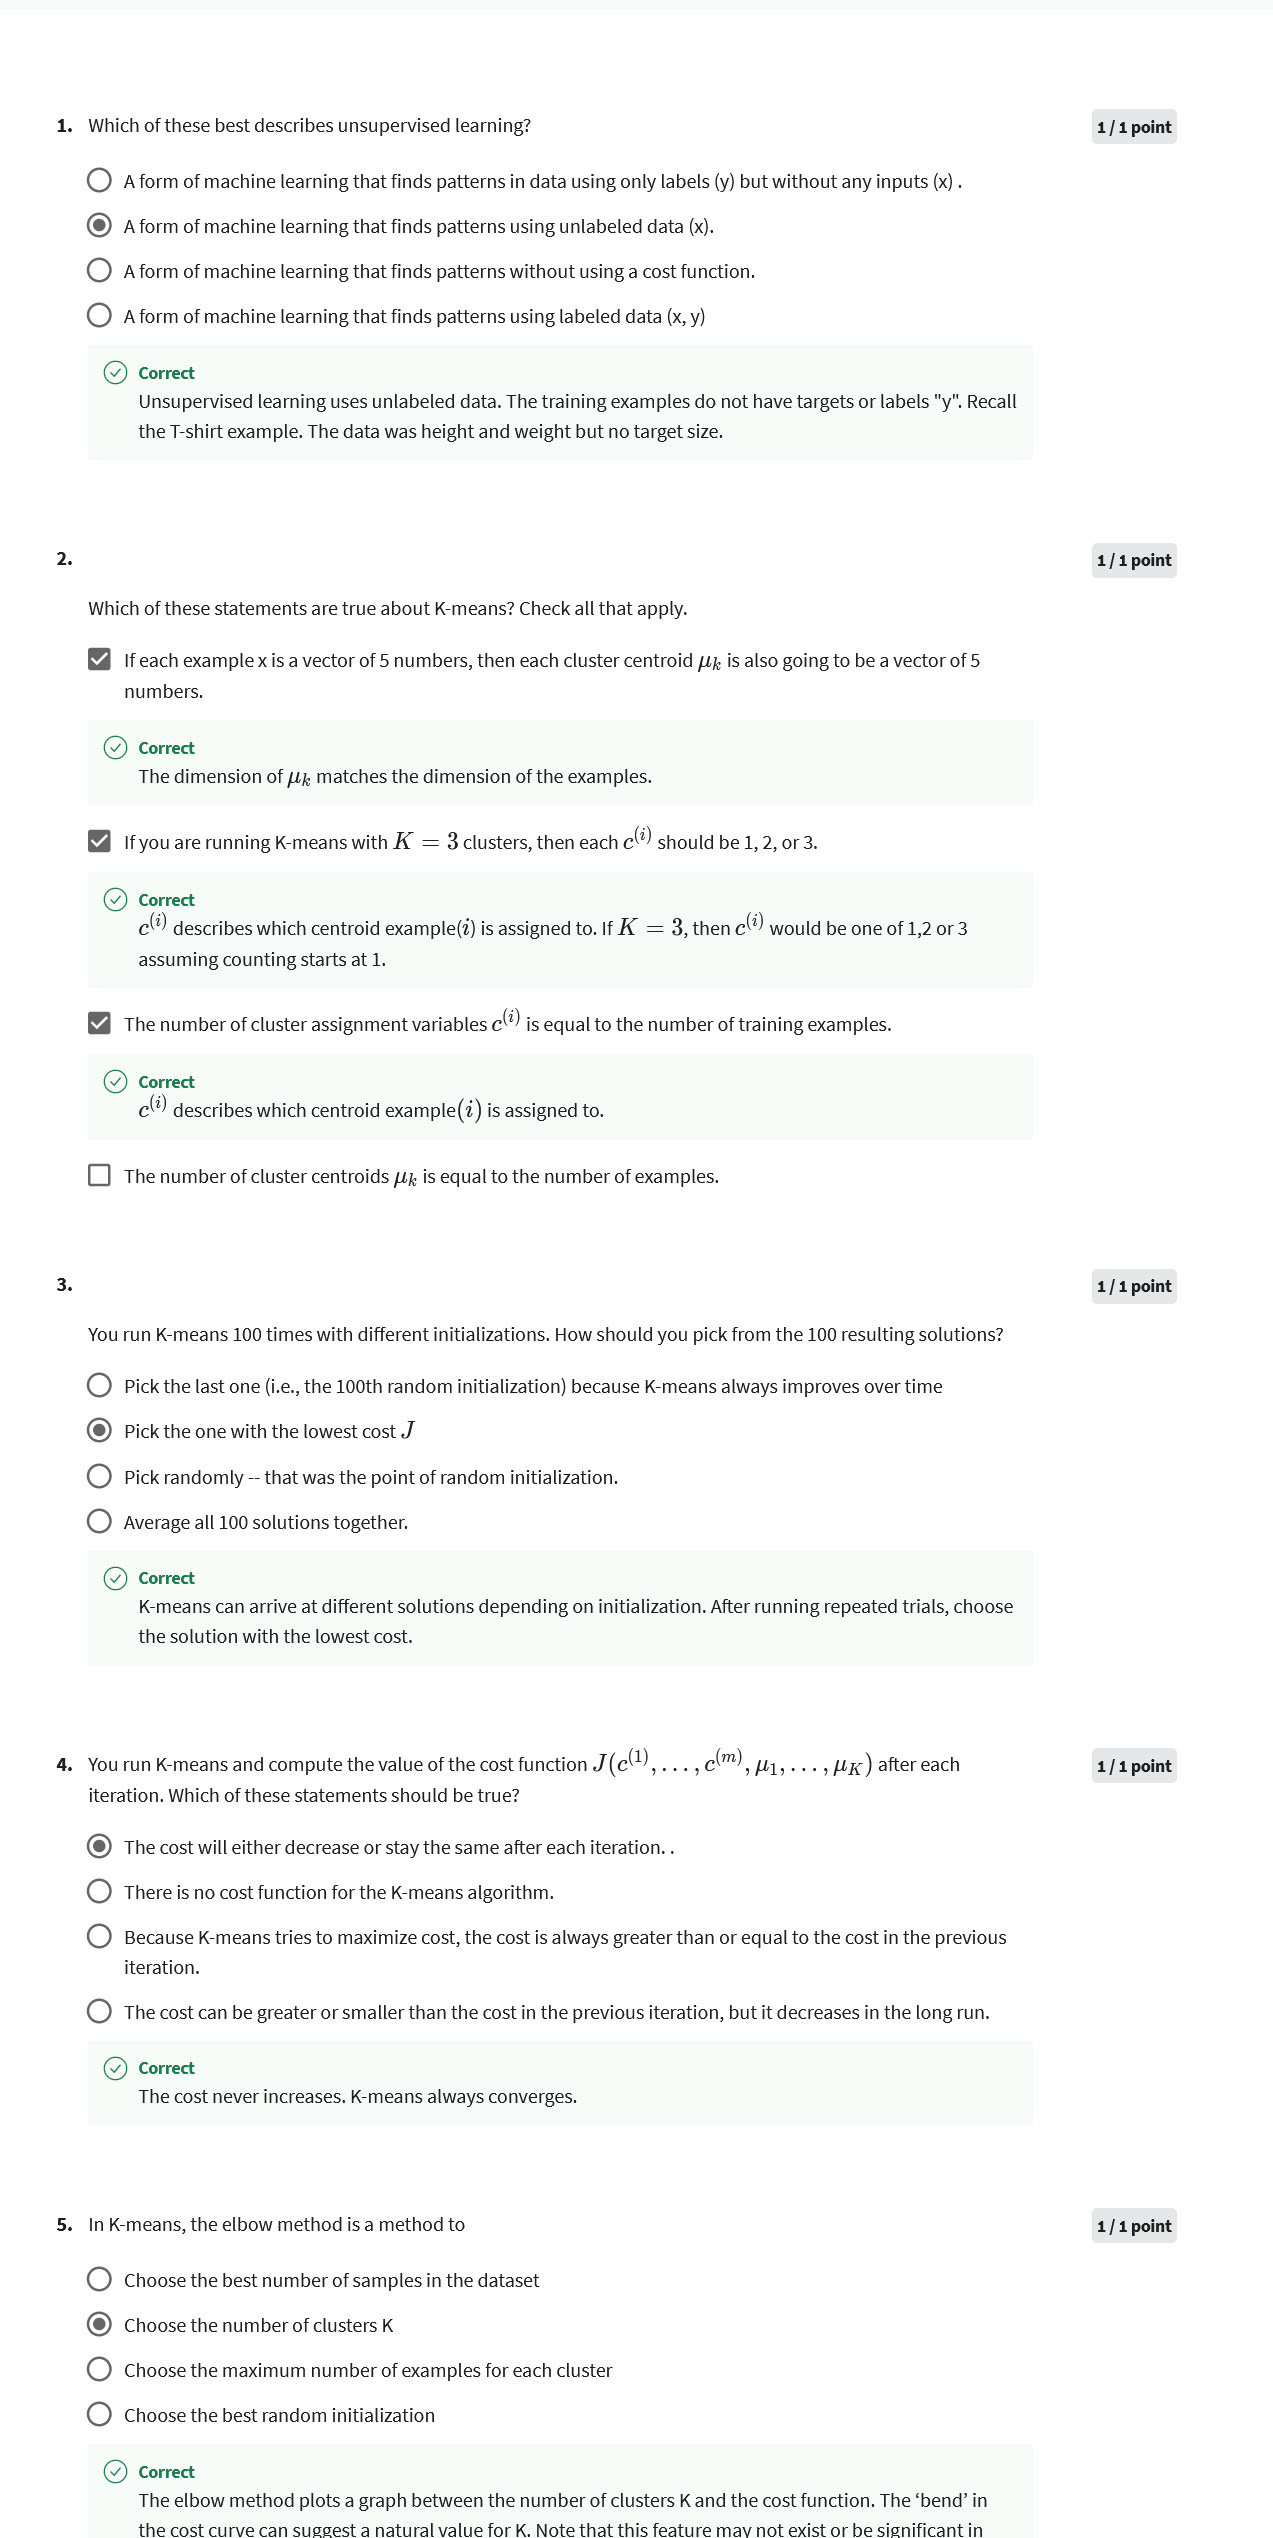 1. Which of these best describes unsupervised learning?
1 / 1 point
A form of machine learning that finds patterns in data using only labels (y) but without any inputs (x) .
A form of machine learning that finds patterns using unlabeled data (x).
A form of machine learning that finds patterns without using a cost function.
A form of machine learning that finds patterns using labeled data (x, y)
Correct
Unsupervised learning uses unlabeled data. The training examples do not have targets or labels "y". Recall
the T-shirt example. The data was height and weight but no target size.
2.
1 / 1 point
Which of these statements are true about K-means? Check all that apply.
If each example x is a vector of 5 numbers, then each cluster centroid μₖ is also going to be a vector of 5
numbers.
Correct
The dimension of μₖ matches the dimension of the examples.
If you are running K-means with K = 3 clusters, then each c⁽ⁱ⁾ should be 1, 2, or 3.
Correct
c⁽ⁱ⁾ describes which centroid example(i) is assigned to. If K = 3, then c⁽ⁱ⁾ would be one of 1,2 or 3
assuming counting starts at 1.
The number of cluster assignment variables c⁽ⁱ⁾ is equal to the number of training examples.
Correct
c⁽ⁱ⁾ describes which centroid example(i) is assigned to.
The number of cluster centroids μₖ is equal to the number of examples.
3.
1 / 1 point
You run K-means 100 times with different initializations. How should you pick from the 100 resulting solutions?
Pick the last one (i.e., the 100th random initialization) because K-means always improves over time
Pick the one with the lowest cost J
Pick randomly -- that was the point of random initialization.
Average all 100 solutions together.
Correct
K-means can arrive at different solutions depending on initialization. After running repeated trials, choose
the solution with the lowest cost.
4. You run K-means and compute the value of the cost function J(c⁽¹⁾, . . . , c⁽ᵐ⁾, μ₁, . . . , μ_K) after each
1 / 1 point
iteration. Which of these statements should be true?
The cost will either decrease or stay the same after each iteration. .
There is no cost function for the K-means algorithm.
Because K-means tries to maximize cost, the cost is always greater than or equal to the cost in the previous
iteration.
The cost can be greater or smaller than the cost in the previous iteration, but it decreases in the long run.
Correct
The cost never increases. K-means always converges.
5. In K-means, the elbow method is a method to
1 / 1 point
Choose the best number of samples in the dataset
Choose the number of clusters K
Choose the maximum number of examples for each cluster
Choose the best random initialization
Correct
The elbow method plots a graph between the number of clusters K and the cost function. The ‘bend’ in
the cost curve can suggest a natural value for K. Note that this feature may not exist or be significant in